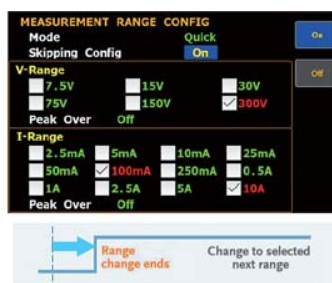 MEASUREMENT RANGE CONFIG
Mode Quick
Skipping Config On
On
Off
V-Range
7.5V 15V 30V
75V 150V 300V
Peak Over Off
I-Range
2.5mA 5mA 10mA 25mA
50mA 100mA 250mA 0.5A
1A 2.5A 5A 10A
Peak Over Off
Range change ends
Change to selected next range